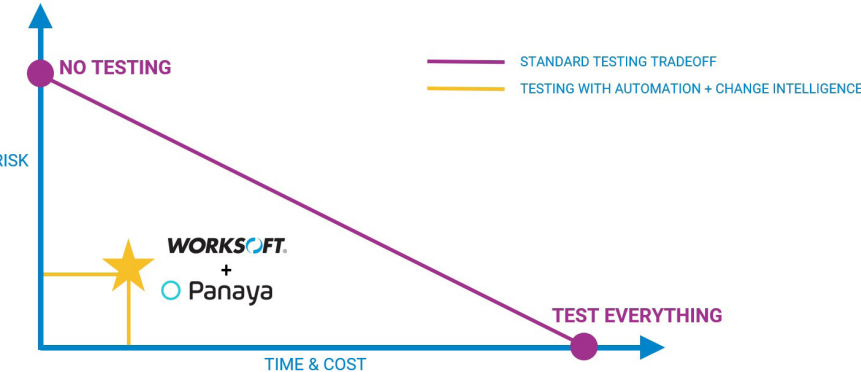 NO TESTING
STANDARD TESTING TRADEOFF
TESTING WITH AUTOMATION + CHANGE INTELLIGENCE
RISK
WORKSOFT®
+
Panaya
TEST EVERYTHING
TIME & COST